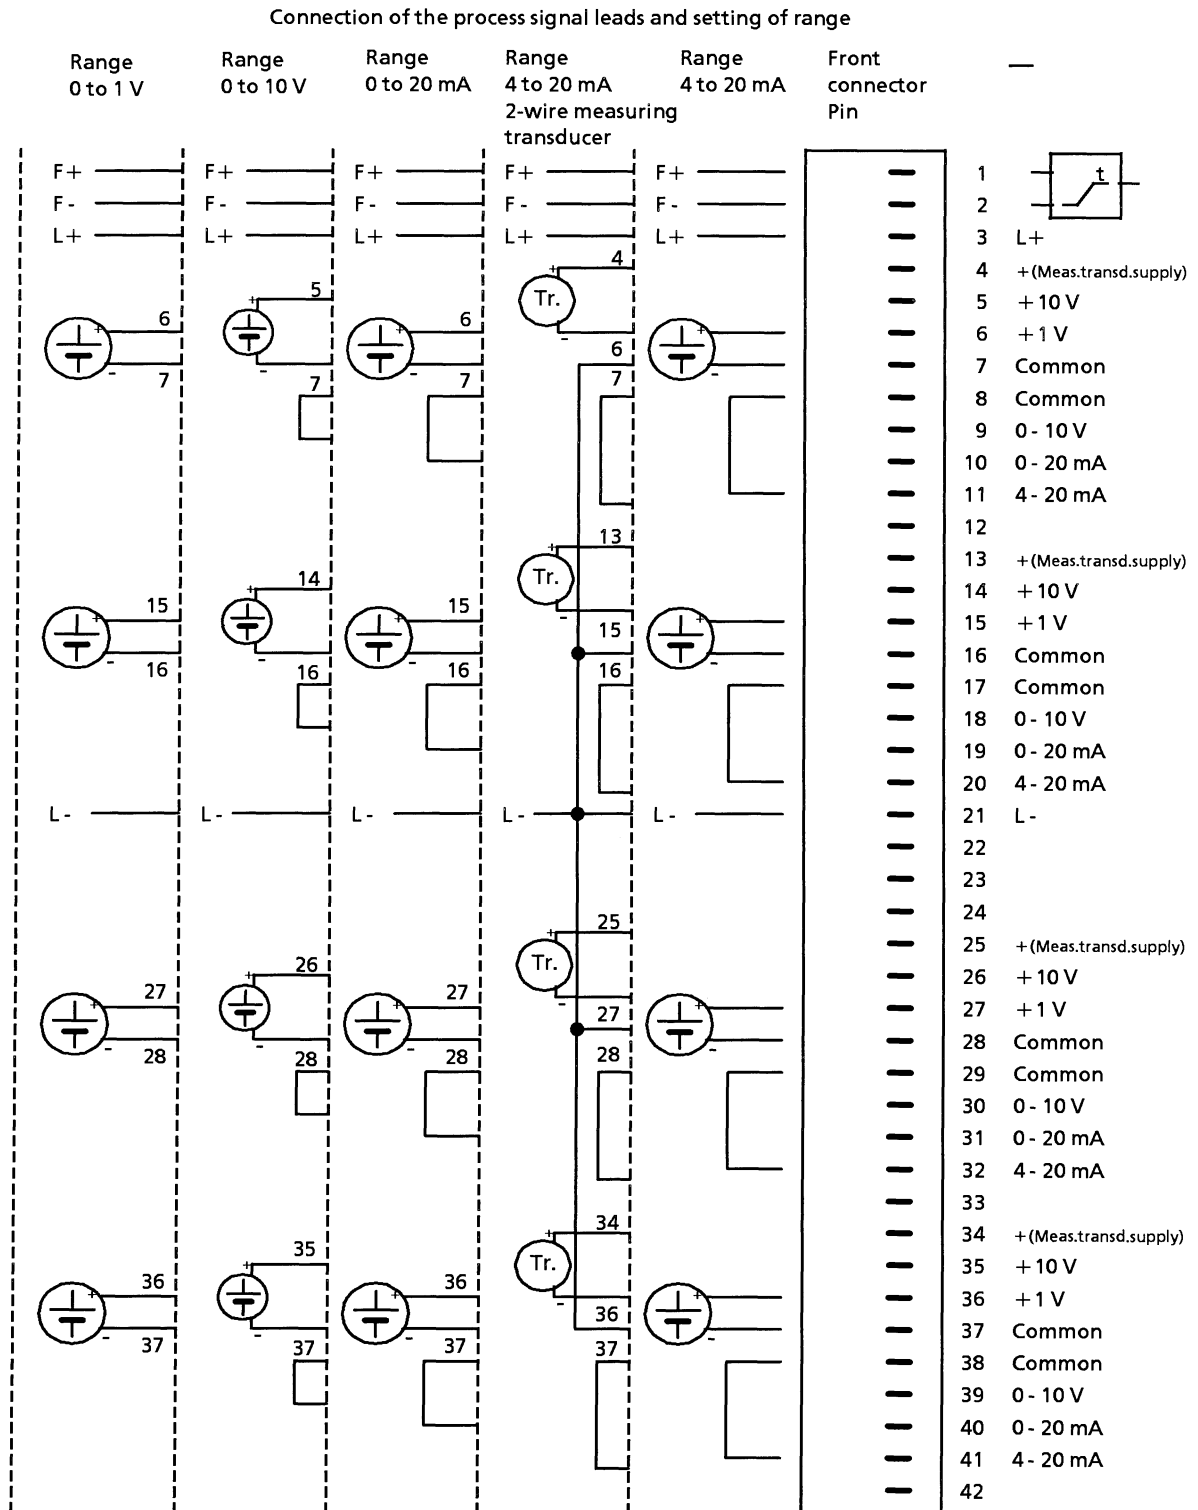 Connection of the process signal leads and setting of range
Range Range Range Range Range Front —
0 to 1 V 0 to 10 V 0 to 20 mA 4 to 20 mA 4 to 20 mA connector
2-wire measuring Pin
transducer
F+ F+ F+ F+ F+ 1 t
F- F- F- F- F- 2
L+ L+ L+ L+ L+ 3 L+
+ 4 4 +(Meas.transd.supply)
+ 5 Tr. 5 +10 V
+ 6 + 6 - + 6 +1 V
- 7 - - 7 6 - 7 Common
7 7 8 Common
9 0-10 V
10 0-20 mA
11 4-20 mA
12
+ 13 13 +(Meas.transd.supply)
+ 14 Tr. 14 +10 V
+ 15 + 15 - + 15 +1 V
- 16 - - 15 - 16 Common
16 16 16 17 Common
18 0-10 V
19 0-20 mA
20 4-20 mA
L- L- L- L- L- 21 L-
22
23
24
+ 25 25 +(Meas.transd.supply)
+ 26 Tr. 26 +10 V
+ 27 + 27 - + 27 +1 V
- 28 - - 27 - 28 Common
28 28 28 29 Common
30 0-10 V
31 0-20 mA
32 4-20 mA
33
+ 34 34 +(Meas.transd.supply)
+ 35 Tr. 35 +10 V
+ 36 + 36 - + 36 +1 V
- 37 - - 36 - 37 Common
37 37 37 38 Common
39 0-10 V
40 0-20 mA
41 4-20 mA
42